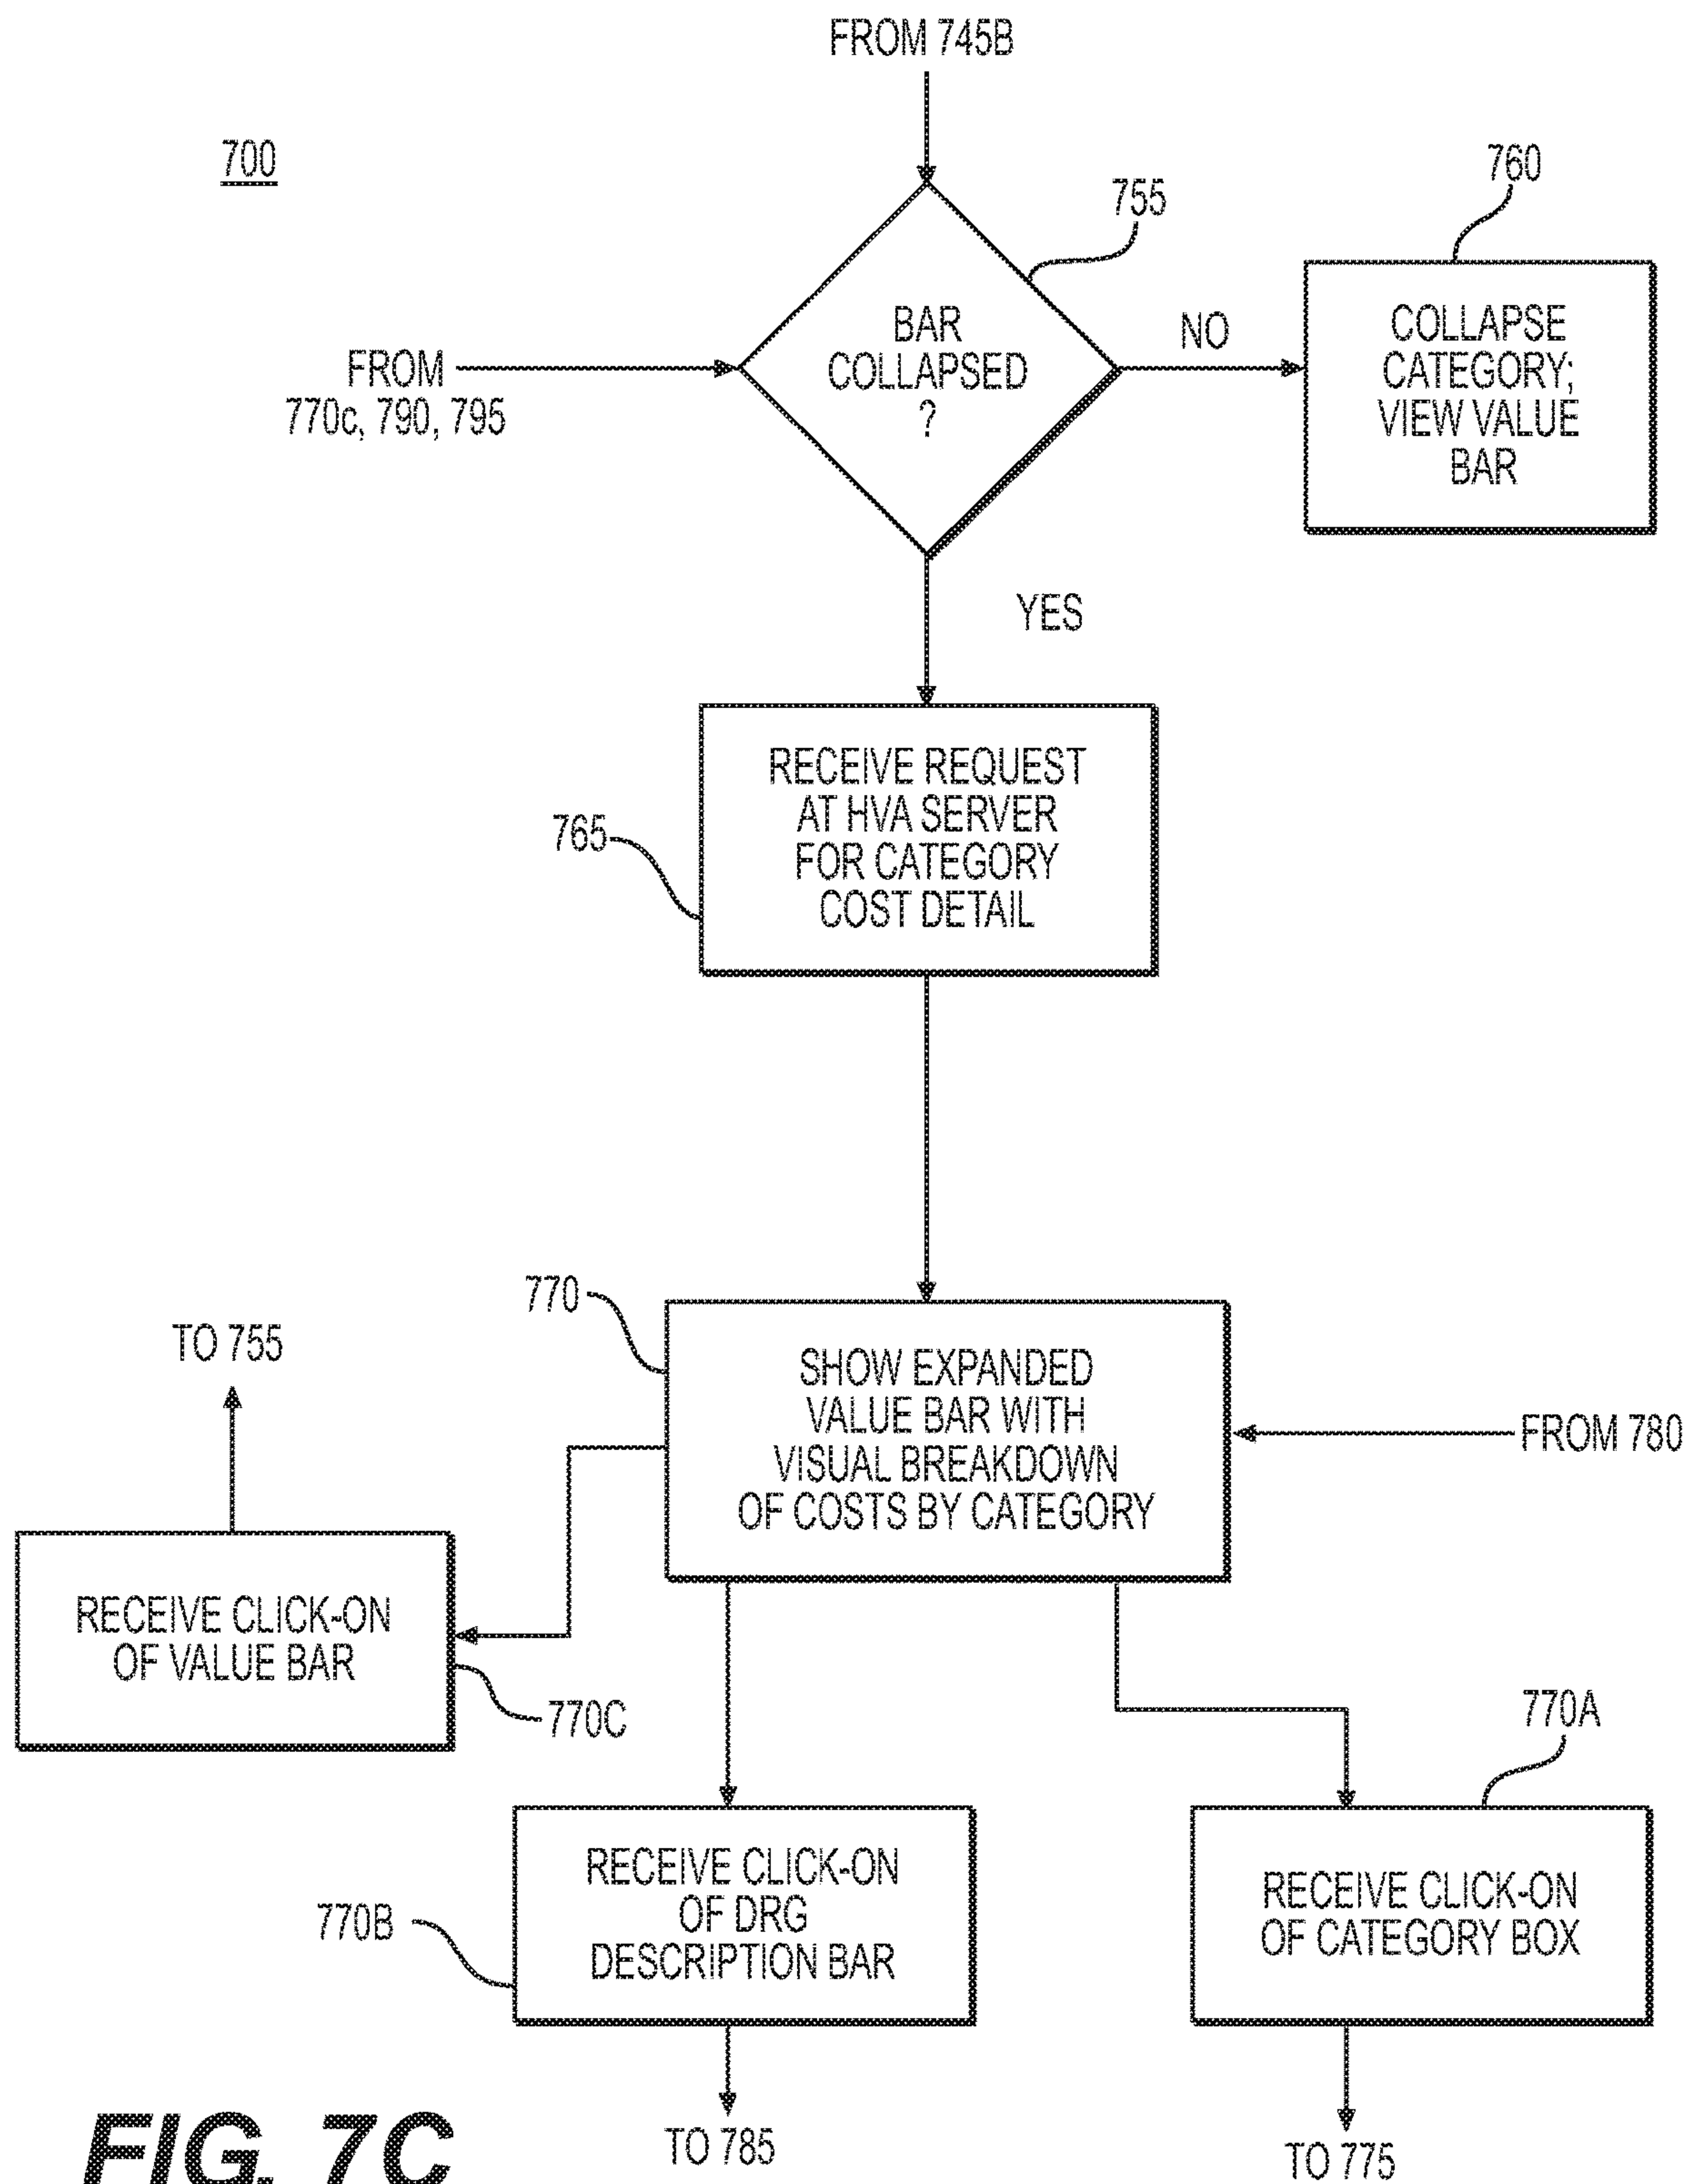 FROM 745B
700
755
760
BAR
COLLAPSED
?
NO
COLLAPSE
CATEGORY;
VIEW VALUE
BAR
FROM
770c, 790, 795
YES
765
RECEIVE REQUEST
AT HVA SERVER
FOR CATEGORY
COST DETAIL
770
TO 755
SHOW EXPANDED
VALUE BAR WITH
VISUAL BREAKDOWN
OF COSTS BY CATEGORY
FROM 780
RECEIVE CLICK-ON
OF VALUE BAR
770C
770A
770B
RECEIVE CLICK-ON
OF DRG
DESCRIPTION BAR
RECEIVE CLICK-ON
OF CATEGORY BOX
TO 785
TO 775
FIG. 7C